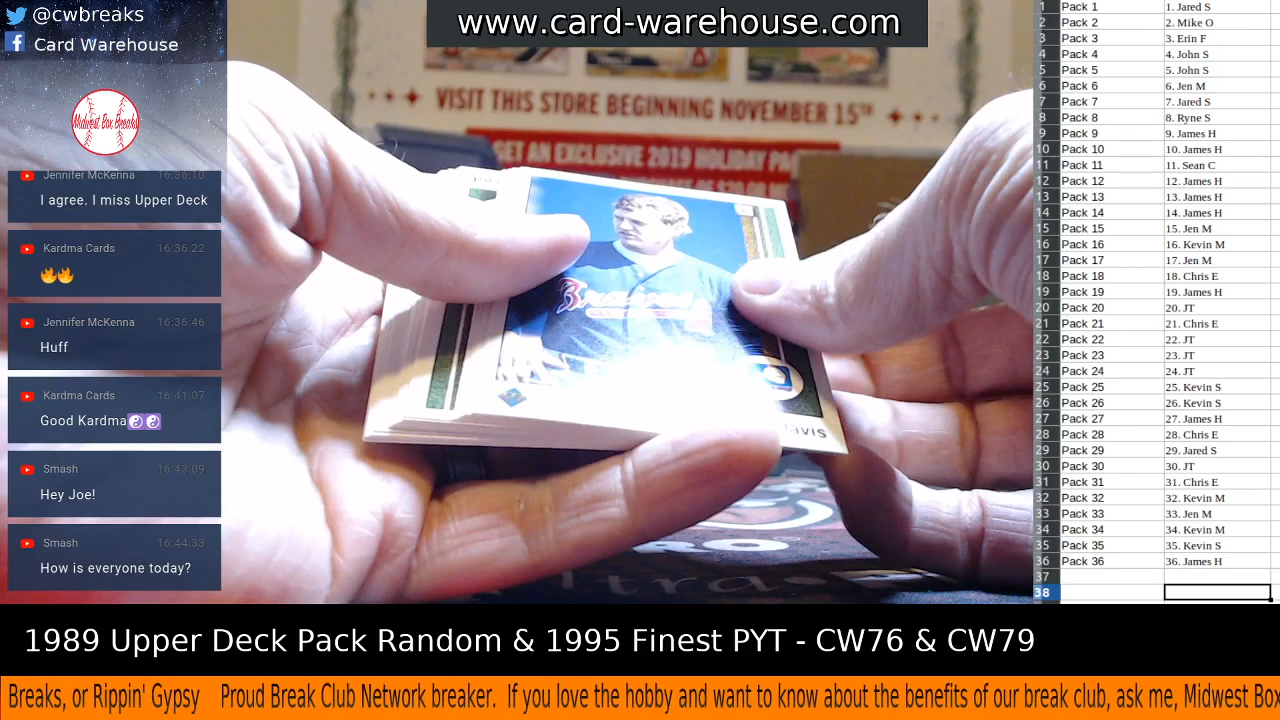 @cwbreaks
Card Warehouse
Midwest Box Breaks
Jennifer McKenna 16:36:10
I agree. I miss Upper Deck
Kardma Cards 16:36:22
🔥🔥
Jennifer McKenna 16:36:46
Huff
Kardma Cards 16:41:07
Good Kardma☯☯
Smash 16:43:09
Hey Joe!
Smash 16:44:33
How is everyone today?
www.card-warehouse.com
VISIT THIS STORE BEGINNING NOVEMBER 15TH
GET AN EXCLUSIVE 2019 HOLIDAY
Braves
1 Pack 1 1. Jared S
2 Pack 2 2. Mike O
3 Pack 3 3. Erin F
4 Pack 4 4. John S
5 Pack 5 5. John S
6 Pack 6 6. Jen M
7 Pack 7 7. Jared S
8 Pack 8 8. Ryne S
9 Pack 9 9. James H
10 Pack 10 10. James H
11 Pack 11 11. Sean C
12 Pack 12 12. James H
13 Pack 13 13. James H
14 Pack 14 14. James H
15 Pack 15 15. Jen M
16 Pack 16 16. Kevin M
17 Pack 17 17. Jen M
18 Pack 18 18. Chris E
19 Pack 19 19. James H
20 Pack 20 20. JT
21 Pack 21 21. Chris E
22 Pack 22 22. JT
23 Pack 23 23. JT
24 Pack 24 24. JT
25 Pack 25 25. Kevin S
26 Pack 26 26. Kevin S
27 Pack 27 27. James H
28 Pack 28 28. Chris E
29 Pack 29 29. Jared S
30 Pack 30 30. JT
31 Pack 31 31. Chris E
32 Pack 32 32. Kevin M
33 Pack 33 33. Jen M
34 Pack 34 34. Kevin M
35 Pack 35 35. Kevin S
36 Pack 36 36. James H
37
38
1989 Upper Deck Pack Random & 1995 Finest PYT - CW76 & CW79
Breaks, or Rippin' Gypsy Proud Break Club Network breaker. If you love the hobby and want to know about the benefits of our break club, ask me, Midwest Box